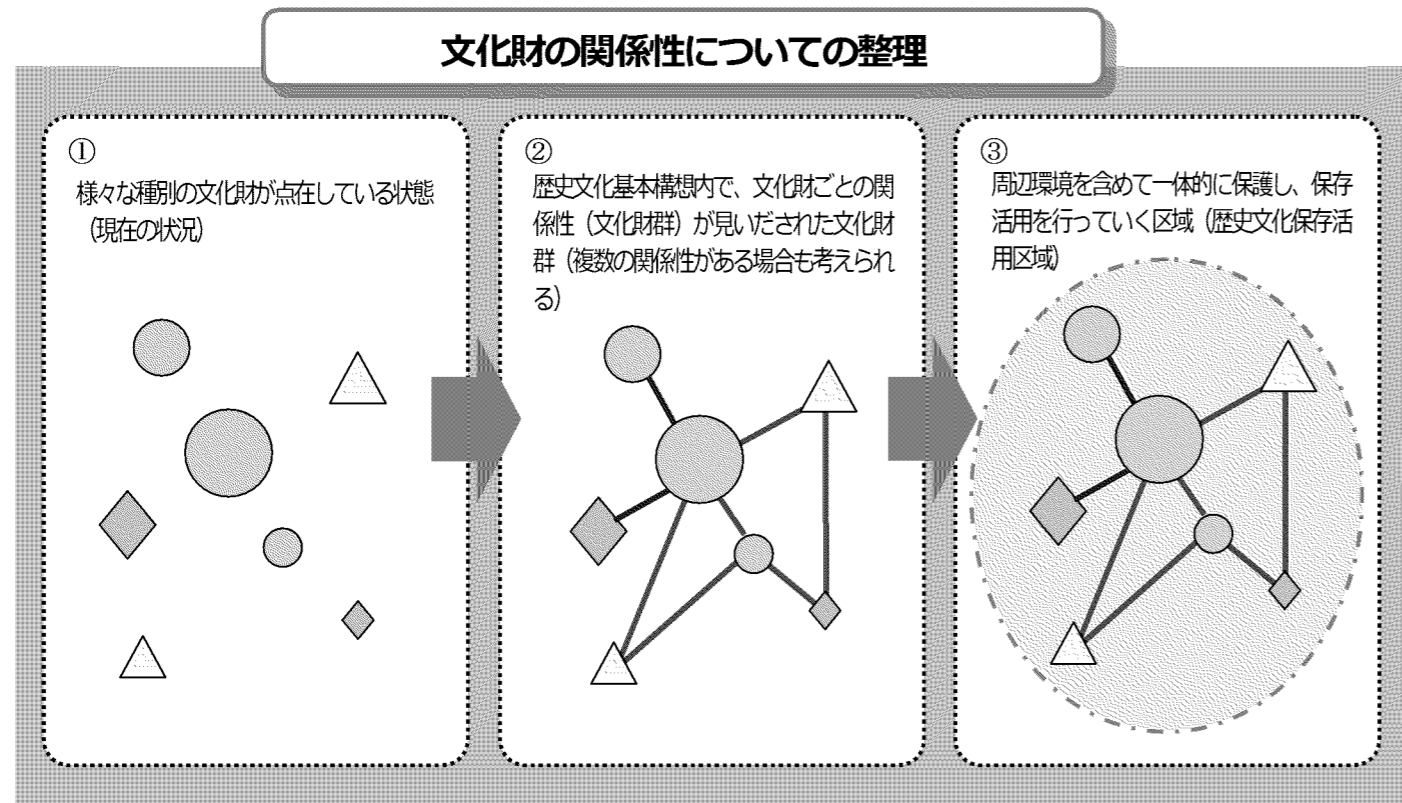 文化財の関係性についての整理
①
様々な種別の文化財が点在している状態
(現在の状況)
②
歴史文化基本構想内で、文化財ごとの関
係性(文化財群)が見いだされた文化財
群(複数の関係性がある場合も考えられ
る)
③
周辺環境を含めて一体的に保護し、保存
活用を行っていく区域(歴史文化保存活
用区域)